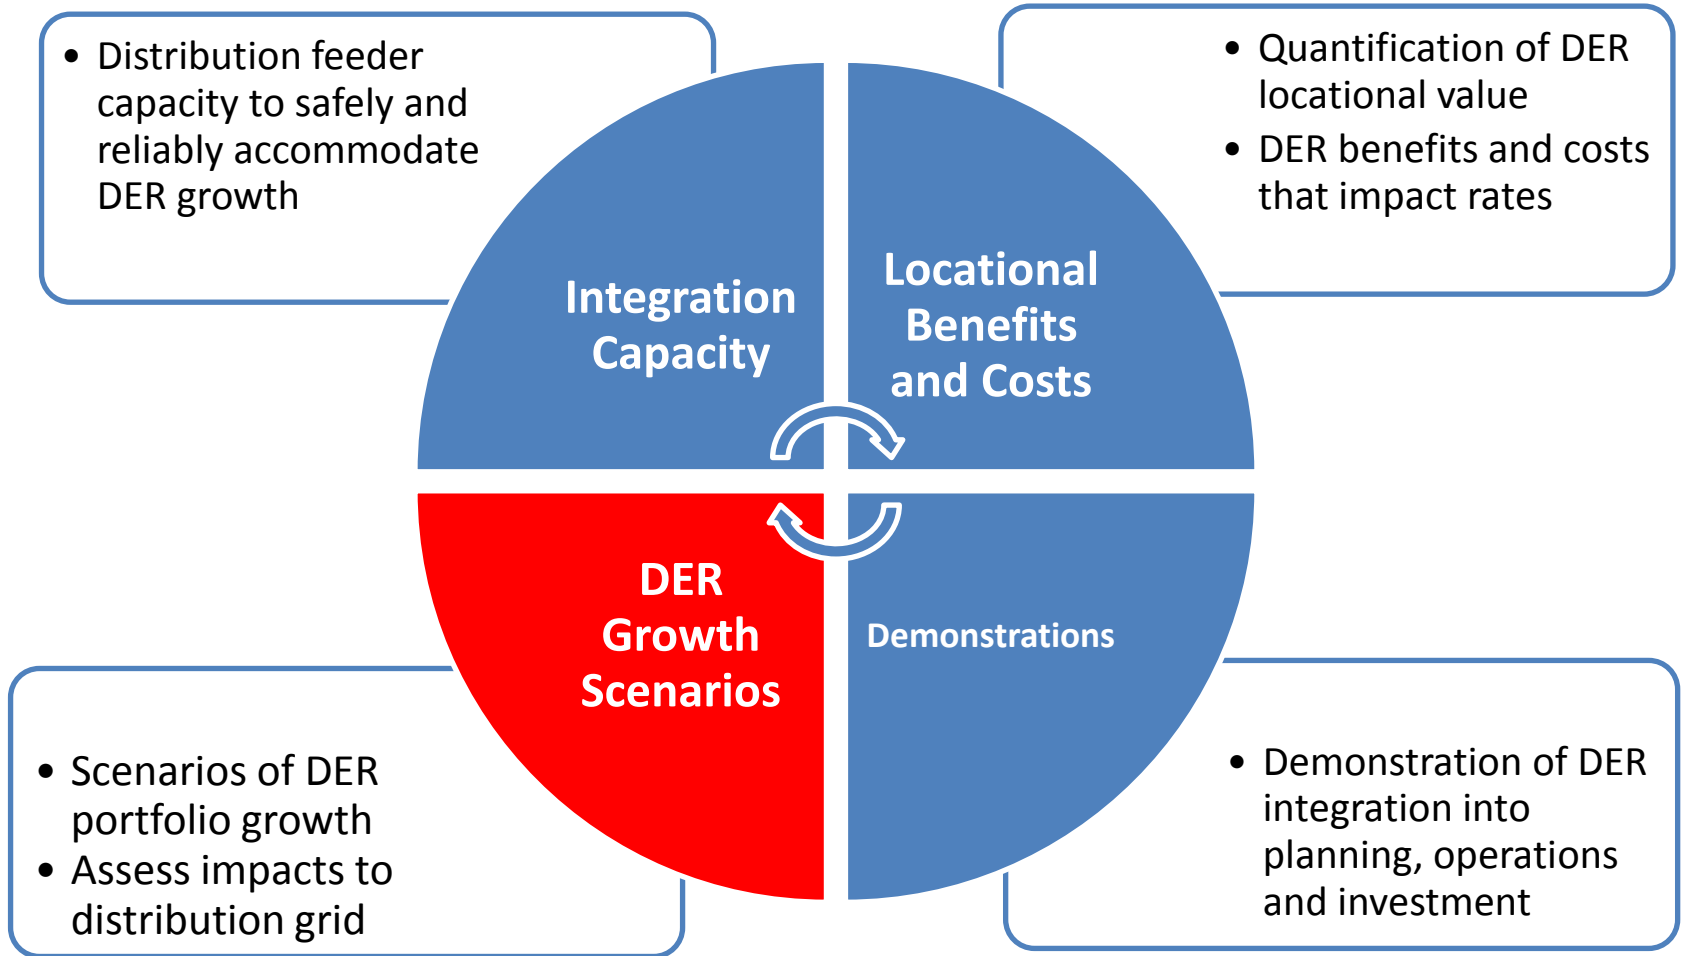 • Distribution feeder
capacity to safely and
reliably accommodate
DER growth
• Quantification of DER
locational value
• DER benefits and costs
that impact rates
Integration
Capacity
Locational
Benefits
and Costs
DER
Growth
Scenarios
Demonstrations
• Scenarios of DER
portfolio growth
• Assess impacts to
distribution grid
• Demonstration of DER
integration into
planning, operations
and investment